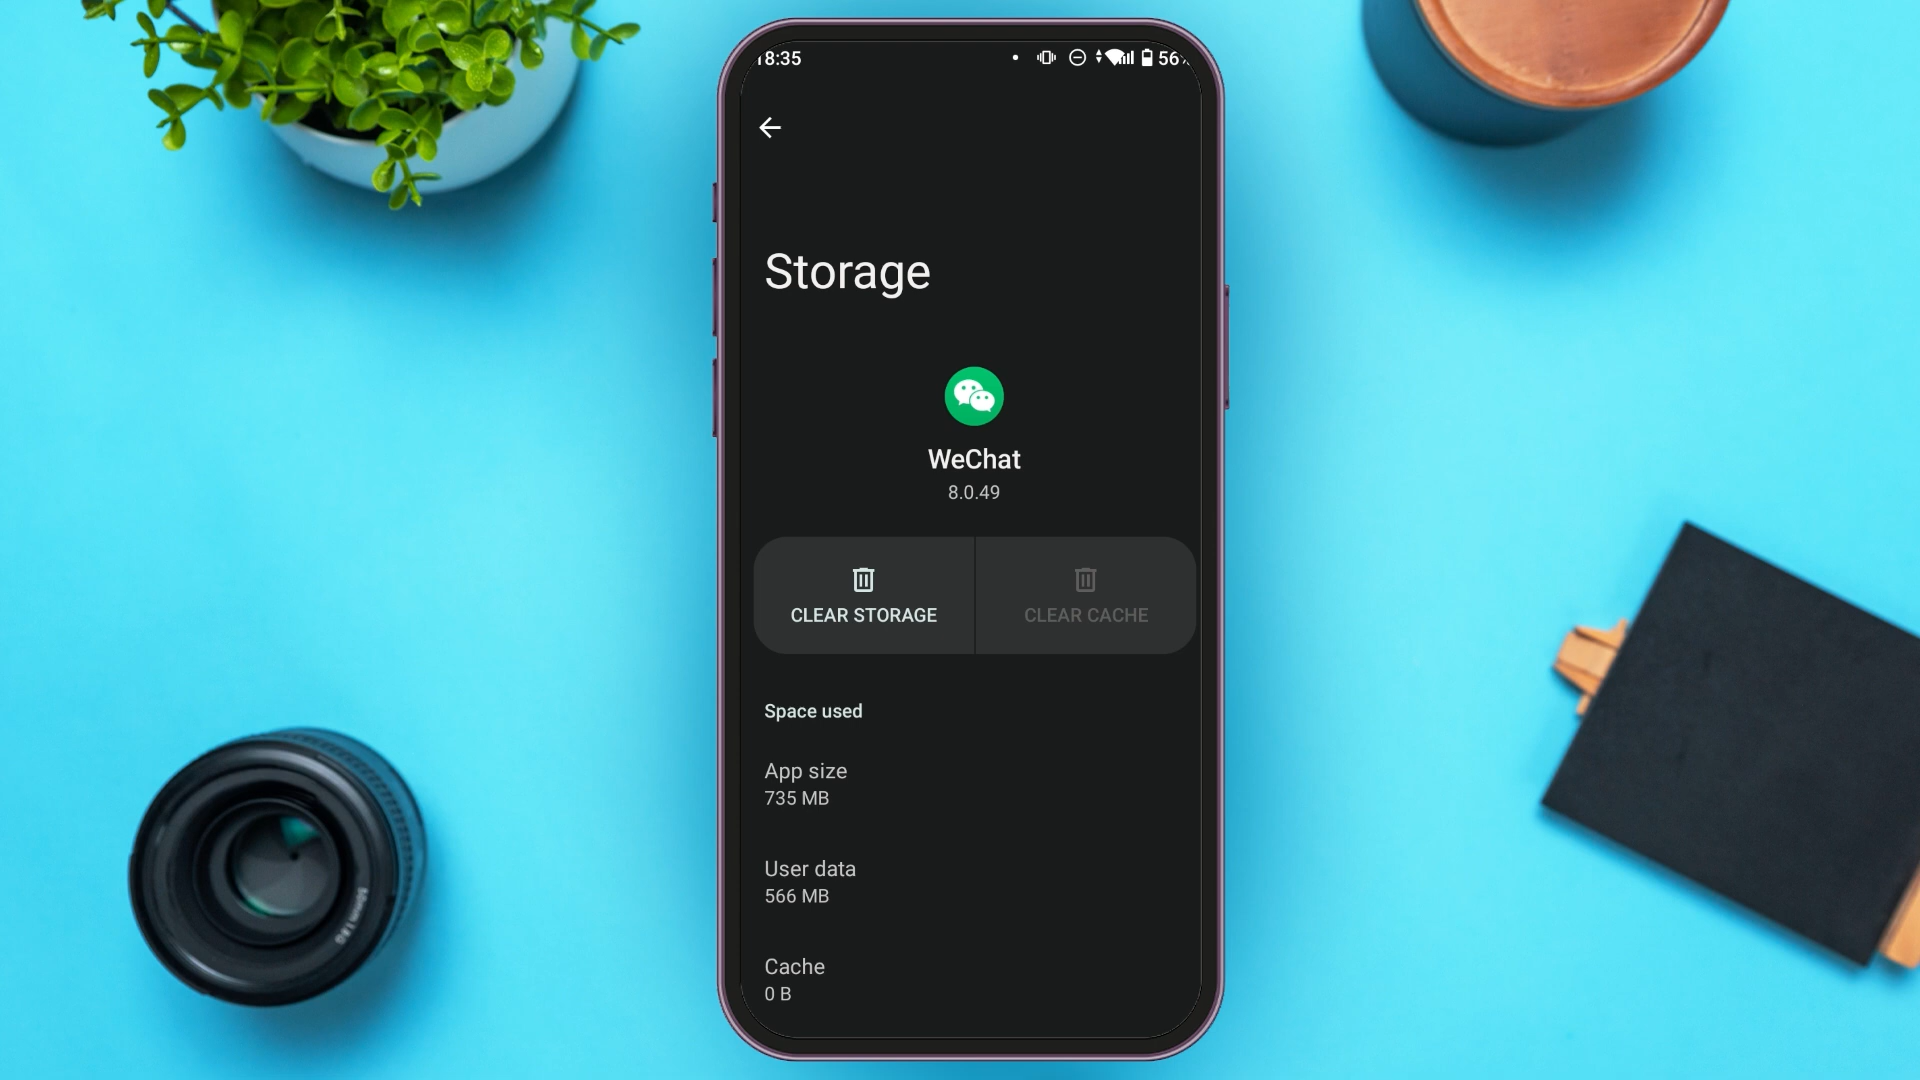 18:35
56%
Storage
WeChat
8.0.49
CLEAR STORAGE
CLEAR CACHE
Space used
App size
735 MB
User data
566 MB
Cache
0 B